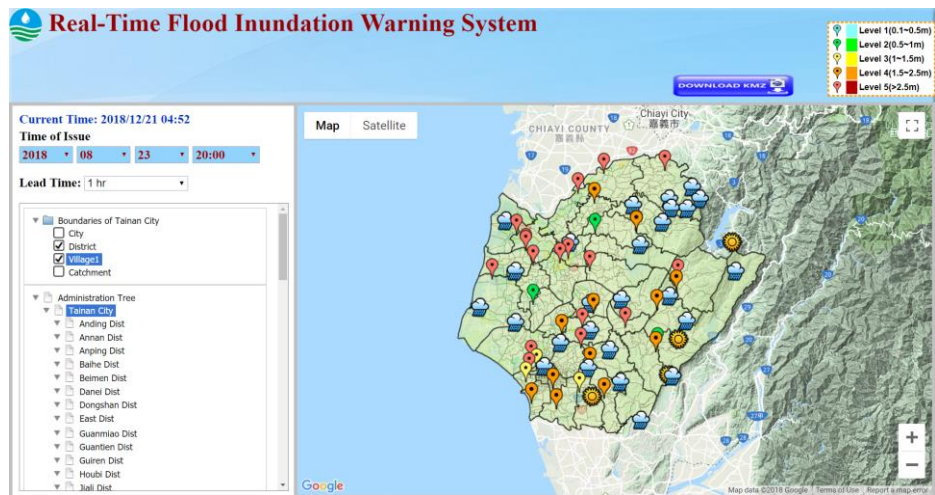 Real-Time Flood Inundation Warning System
Level 1(0.1~0.5m)
Level 2(0.5~1m)
Level 3(1~1.5m)
Level 4(1.5~2.5m)
Level 5(>2.5m)
DOWNLOAD KMZ
Current Time: 2018/12/21 04:52
Time of Issue
2018 08 23 20:00
Lead Time: 1 hr
Boundaries of Tainan City
City
District
Village1
Catchment
Administration Tree
Tainan City
Anding Dist
Annan Dist
Anping Dist
Baihe Dist
Beimen Dist
Danei Dist
Dongshan Dist
East Dist
Guanmiao Dist
Guantien Dist
Guiren Dist
Houbi Dist
Jiali Dist
Map Satellite
Chiayi City
嘉義市
CHIAYI COUNTY
嘉義縣
Google
Map data ©2018 Google Terms of Use Report a map error